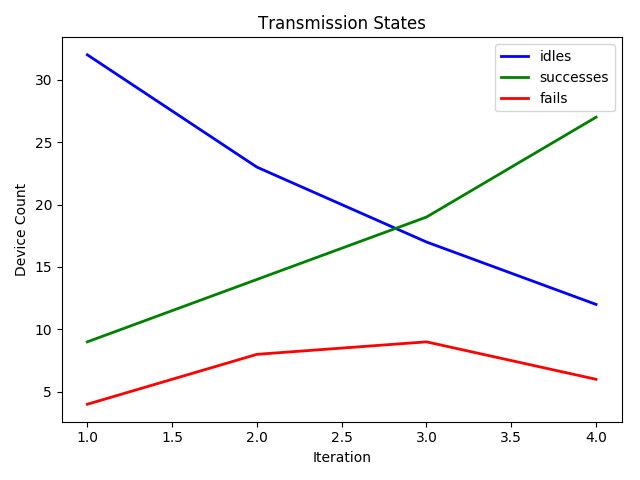 Transmission States
idles
successes
fails
Device Count
30
25
20
15
10
5
1.0 1.5 2.0 2.5 3.0 3.5 4.0
Iteration